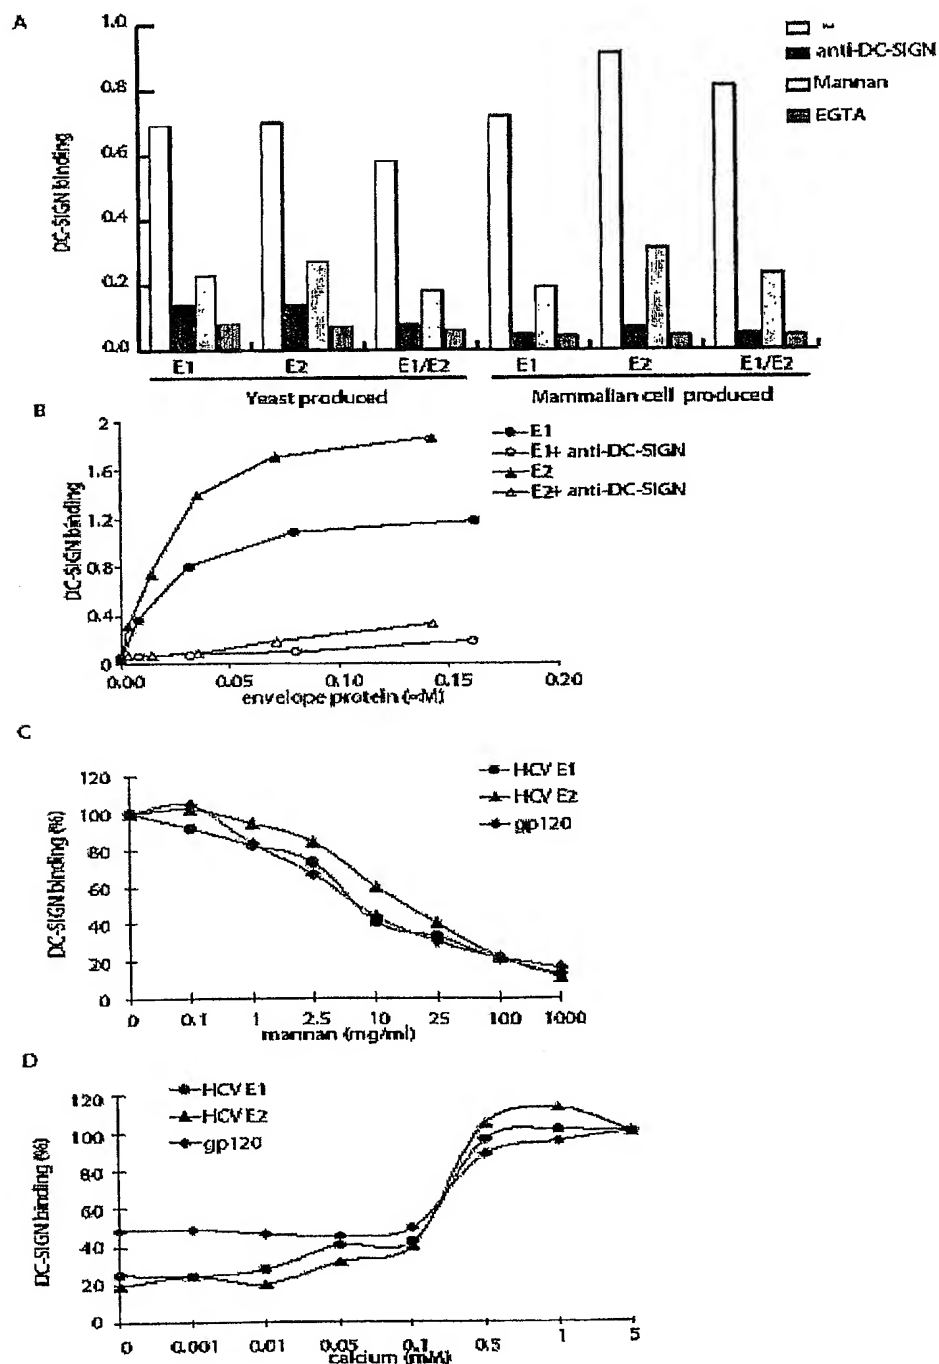 A
DC-SIGN binding
1.0
0.8
0.6
0.4
0.2
0.0
~
anti-DC-SIGN
Mannan
EGTA
E1 E2 E1/E2 E1 E2 E1/E2
Yeast produced Mammalian cell produced
B
DC-SIGN binding
2
1.6
1.2
0.8
0.4
0
E1
E1+ anti-DC-SIGN
E2
E2+ anti-DC-SIGN
0.00 0.05 0.10 0.15 0.20
envelope protein (∞M)
C
DC-SIGN binding (%)
120
100
80
60
40
20
0
HCV E1
HCV E2
gp120
0 0.1 1 2.5 10 25 100 1000
mannan (mg/ml)
D
DC-SIGN binding (%)
120
100
80
60
40
20
0
HCV E1
HCV E2
gp120
0 0.001 0.01 0.05 0.1 0.5 1 5
calcium (mM)